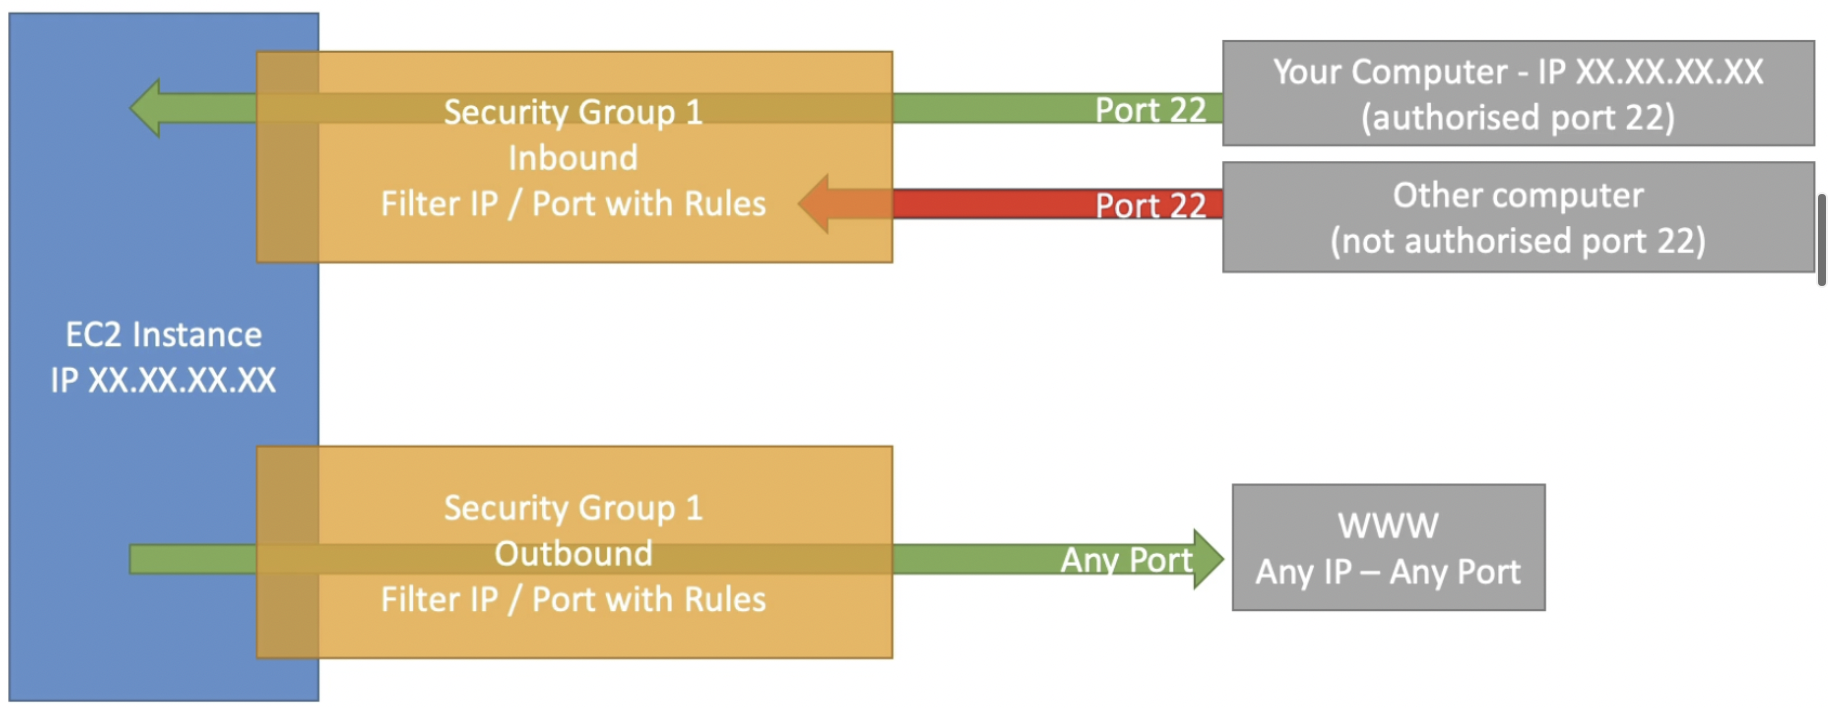 Security Group 1
Inbound
Filter IP / Port with Rules
Port 22
Your Computer - IP XX.XX.XX.XX
(authorised port 22)
Port 22
Other computer
(not authorised port 22)
EC2 Instance
IP XX.XX.XX.XX
Security Group 1
Outbound
Filter IP / Port with Rules
Any Port
WWW
Any IP – Any Port